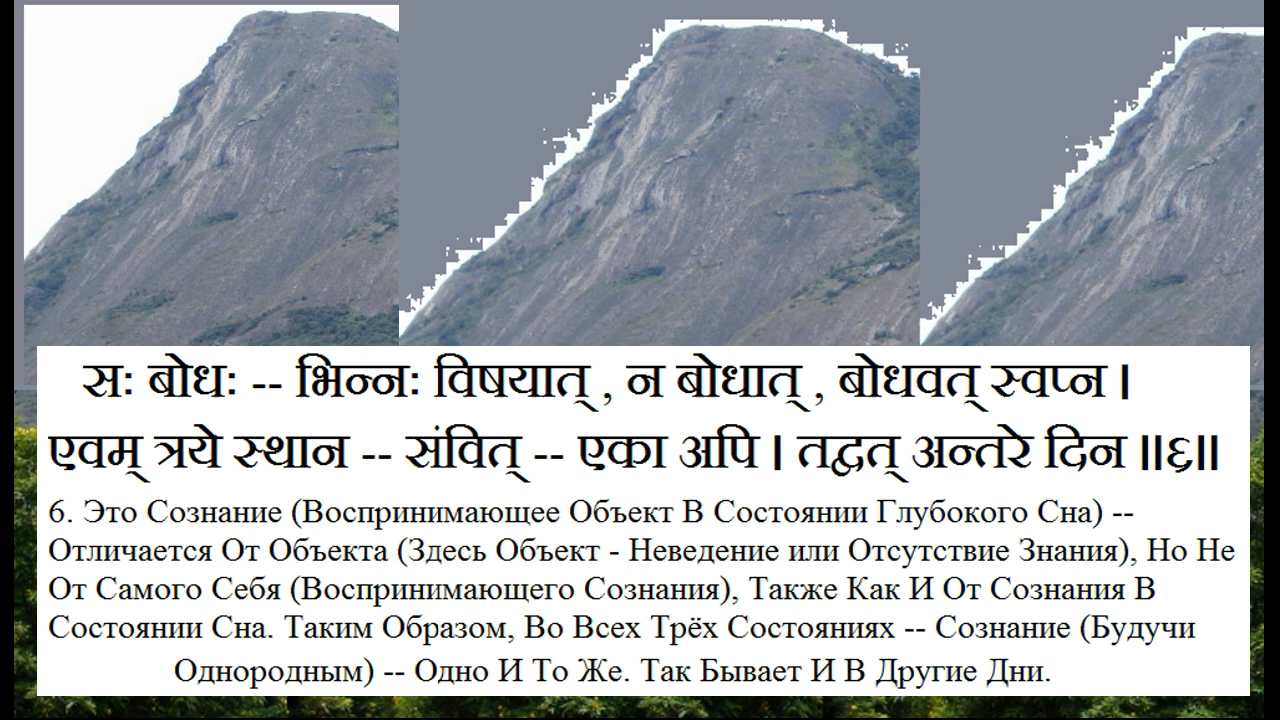 सः बोधः -- भिन्नः विषयात् , न बोधात् , बोधवत् स्वप्न ।
एवम् त्रये स्थान -- संवित् -- एका अपि । तद्वत् अन्तरे दिन ॥६॥
6. Это Сознание (Воспринимающее Объект В Состоянии Глубокого Сна) --
Отличается От Объекта (Здесь Объект - Неведение или Отсутствие Знания), Но Не
От Самого Себя (Воспринимающего Сознания), Также Как И От Сознания В
Состоянии Сна. Таким Образом, Во Всех Трёх Состояниях -- Сознание (Будучи
Однородным) -- Одно И То Же. Так Бывает И В Другие Дни.